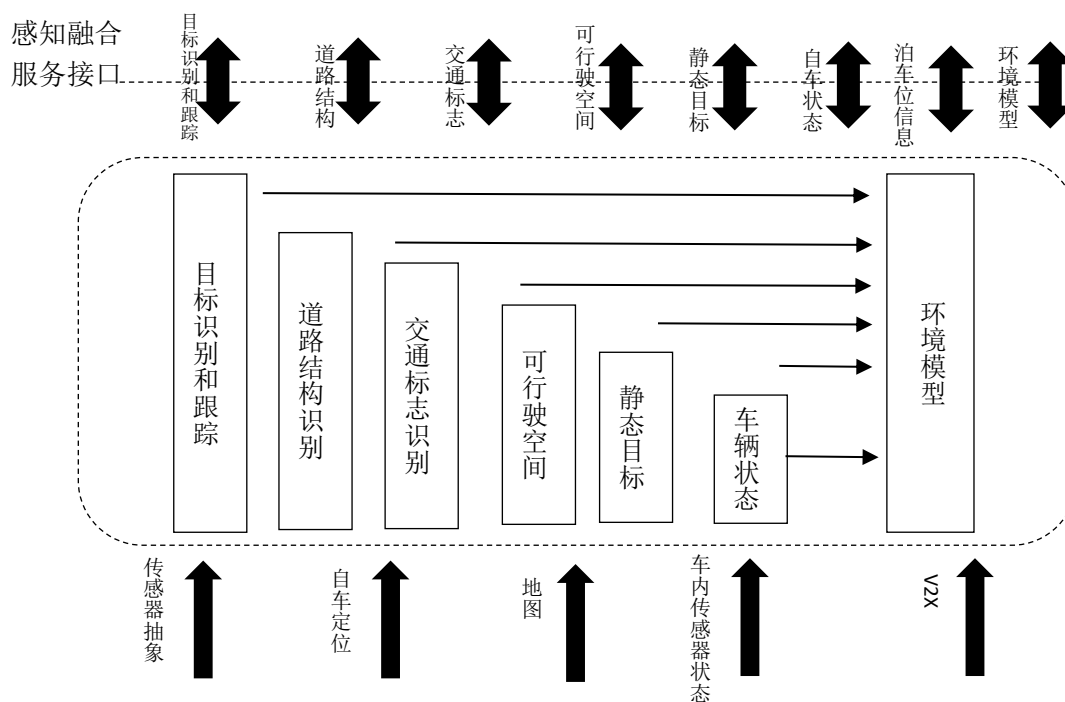 感知融合
服务接口
目标识别和跟踪
道路结构
交通标志
可行驶空间
静态目标
自车状态
泊车位信息
环境模型
目标识别和跟踪
道路结构识别
交通标志识别
可行驶空间
静态目标
车辆状态
环境模型
传感器抽象
自车定位
地图
车内传感器状态
V2X